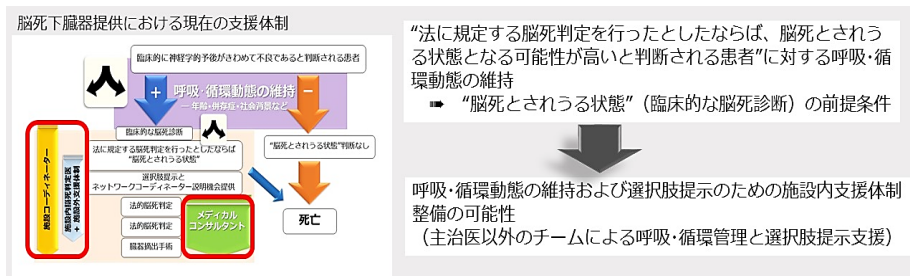 脳死下臓器提供における現在の支援体制
臨床的に神経学的予後がきわめて不良であると判断される患者
+
呼吸・循環動態の維持
−
― 年齢・併存症・社会背景など
臨床的な脳死診断
法に規定する脳死判定を行ったとしたならば
“脳死とされうる状態”
“脳死とされうる状態”判断なし
選択肢提示と
ネットワークコーディネーター説明機会提供
法的脳死判定
法的脳死判定
臓器摘出手術
メディカル
コンサルタント
死亡
施設コーディネーター
施設内脳死判定医
+ 施設外支援体制
“法に規定する脳死判定を行ったとしたならば、脳死とされう
る状態となる可能性が高いと判断される患者”に対する呼吸・循
環動態の維持
➠ “脳死とされうる状態”（臨床的な脳死診断）の前提条件
呼吸・循環動態の維持および選択肢提示のための施設内支援体制
整備の可能性
（主治医以外のチームによる呼吸・循環管理と選択肢提示支援）